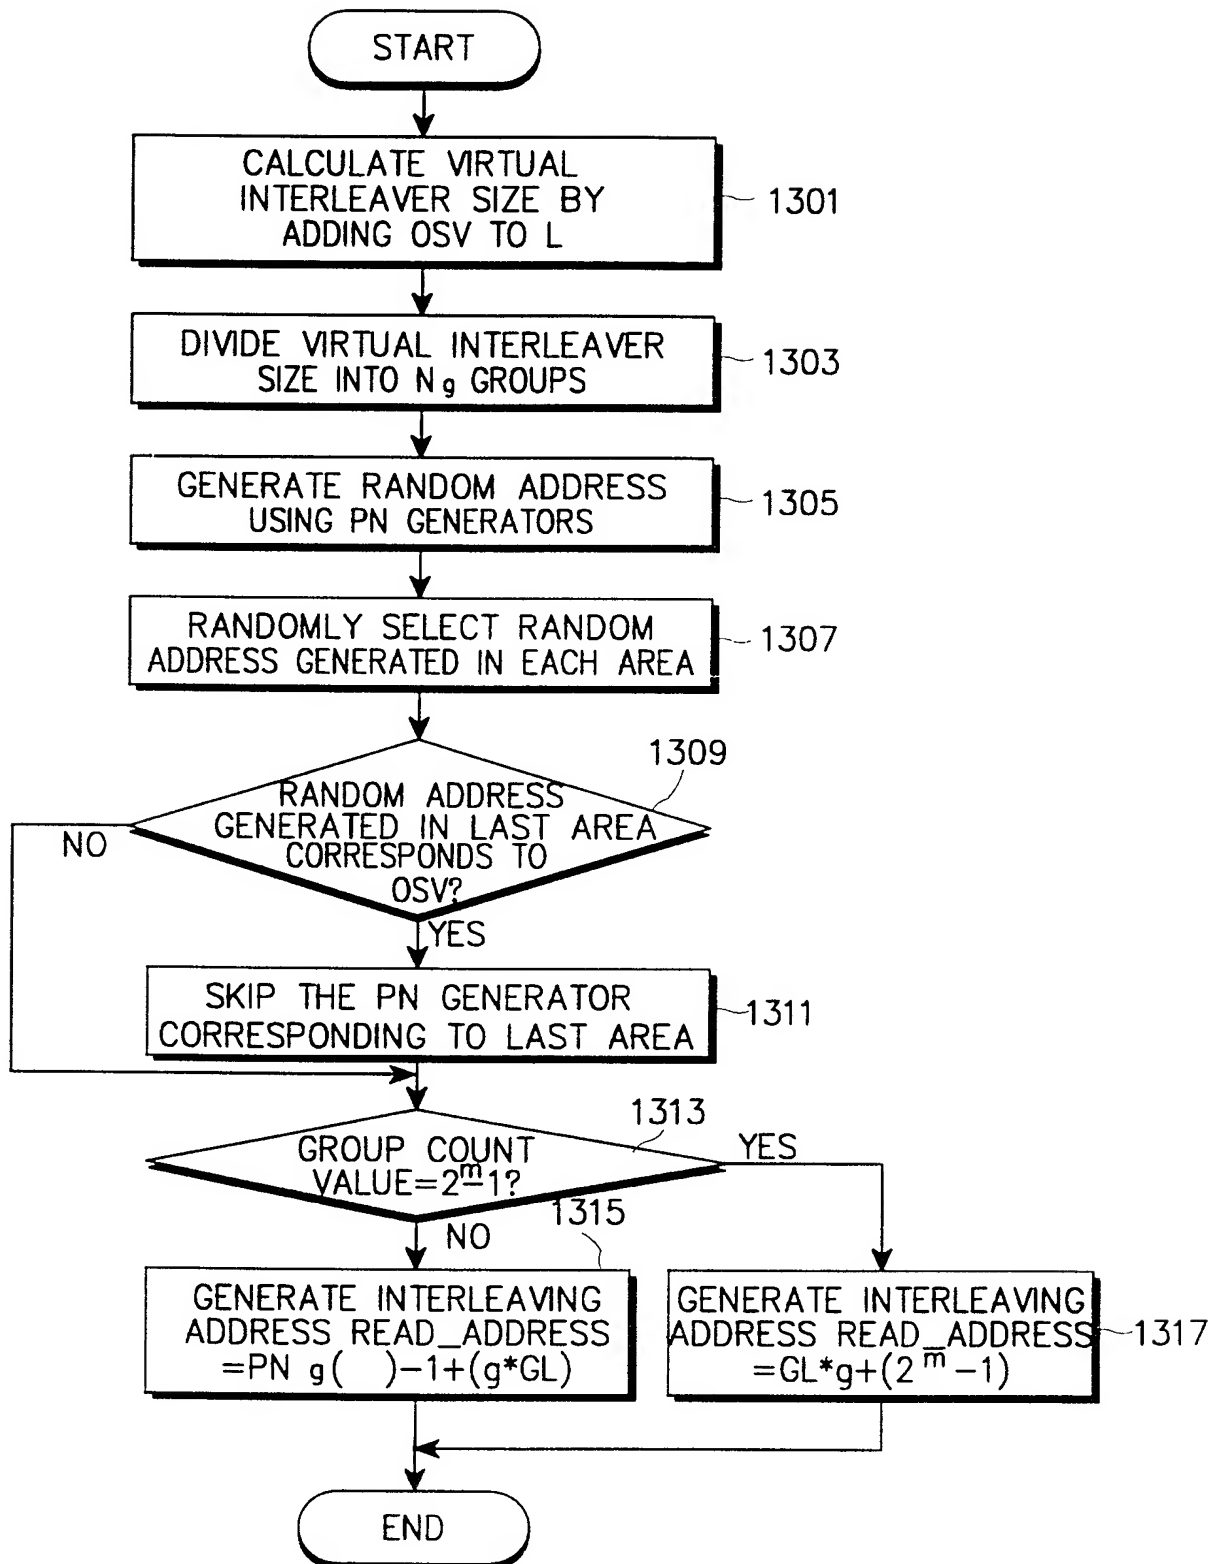 START
CALCULATE VIRTUAL
INTERLEAVER SIZE BY
ADDING OSV TO L
1301
DIVIDE VIRTUAL INTERLEAVER
SIZE INTO Ng GROUPS
1303
GENERATE RANDOM ADDRESS
USING PN GENERATORS
1305
RANDOMLY SELECT RANDOM
ADDRESS GENERATED IN EACH AREA
1307
1309
RANDOM ADDRESS
GENERATED IN LAST AREA
CORRESPONDS TO
OSV?
NO
YES
SKIP THE PN GENERATOR
CORRESPONDING TO LAST AREA
1311
1313
GROUP COUNT
VALUE=2^m-1?
YES
NO
1315
GENERATE INTERLEAVING
ADDRESS READ_ADDRESS
=PN g( )-1+(g*GL)
GENERATE INTERLEAVING
ADDRESS READ_ADDRESS
=GL*g+(2^m-1)
1317
END